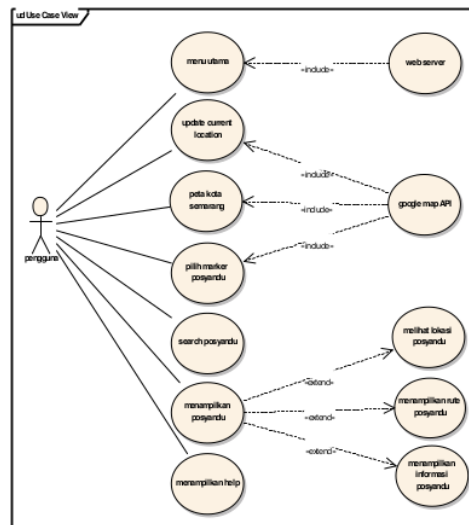 ud Use Case View
menu utama
«include»
web server
update current
location
«include»
peta kota
semarang
«include»
google map API
pengguna
pilih marker
posyandu
«include»
search posyandu
melihat lokasi
posyandu
«extend»
menampilkan
posyandu
«extend»
menampilkan rute
posyandu
«extend»
menampilkan
informasi
posyandu
menampilkan help